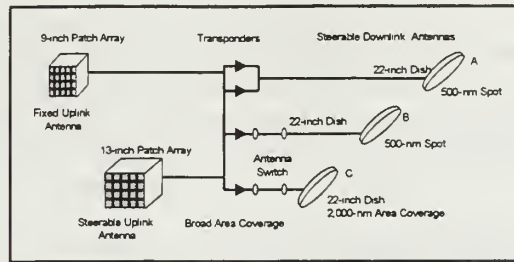 9-inch Patch Array
Transponders
Steerable Downlink Antennas
22-inch Dish
A
500-nm Spot
Fixed Uplink
Antenna
22-inch Dish
B
500-nm Spot
13-inch Patch Array
Antenna
Switch
C
22-inch Dish
2,000-nm Area Coverage
Steerable Uplink
Antenna
Broad Area Coverage